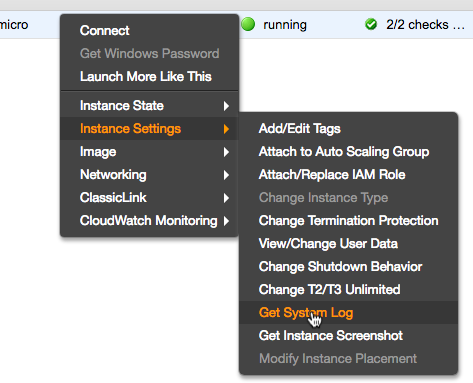 micro
running
2/2 checks ...
Connect
Get Windows Password
Launch More Like This
Instance State
Instance Settings
Image
Networking
ClassicLink
CloudWatch Monitoring
Add/Edit Tags
Attach to Auto Scaling Group
Attach/Replace IAM Role
Change Instance Type
Change Termination Protection
View/Change User Data
Change Shutdown Behavior
Change T2/T3 Unlimited
Get System Log
Get Instance Screenshot
Modify Instance Placement